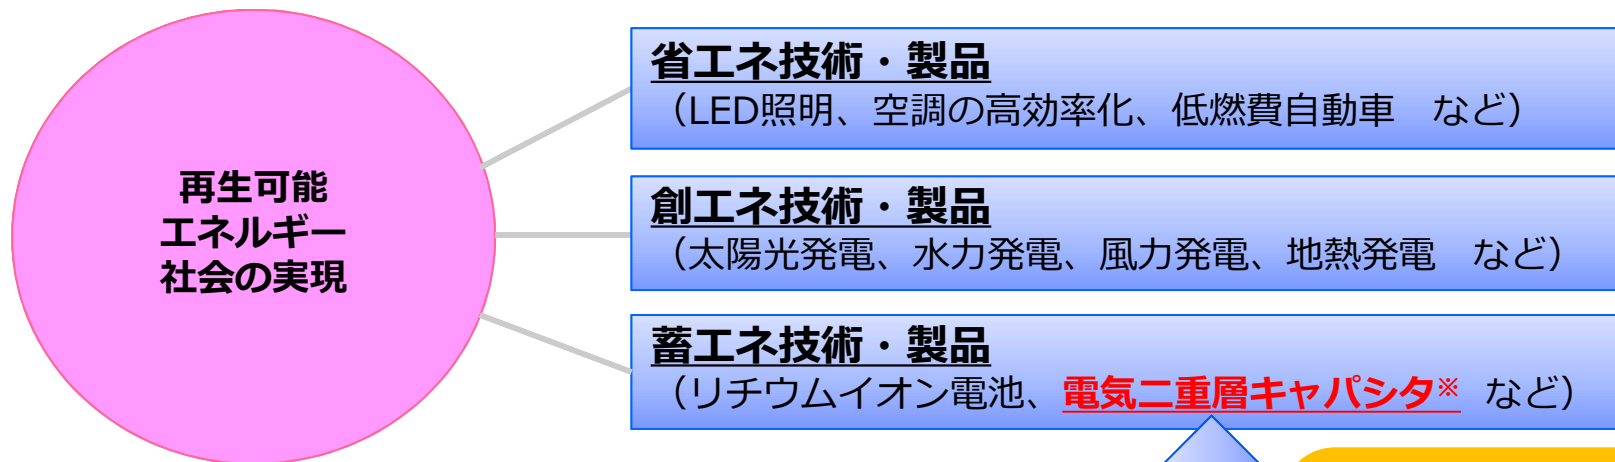 再生可能
エネルギー
社会の実現
省エネ技術・製品
（LED照明、空調の高効率化、低燃費自動車　など）
創エネ技術・製品
（太陽光発電、水力発電、風力発電、地熱発電　など）
蓄エネ技術・製品
（リチウムイオン電池、電気二重層キャパシタ※　など）